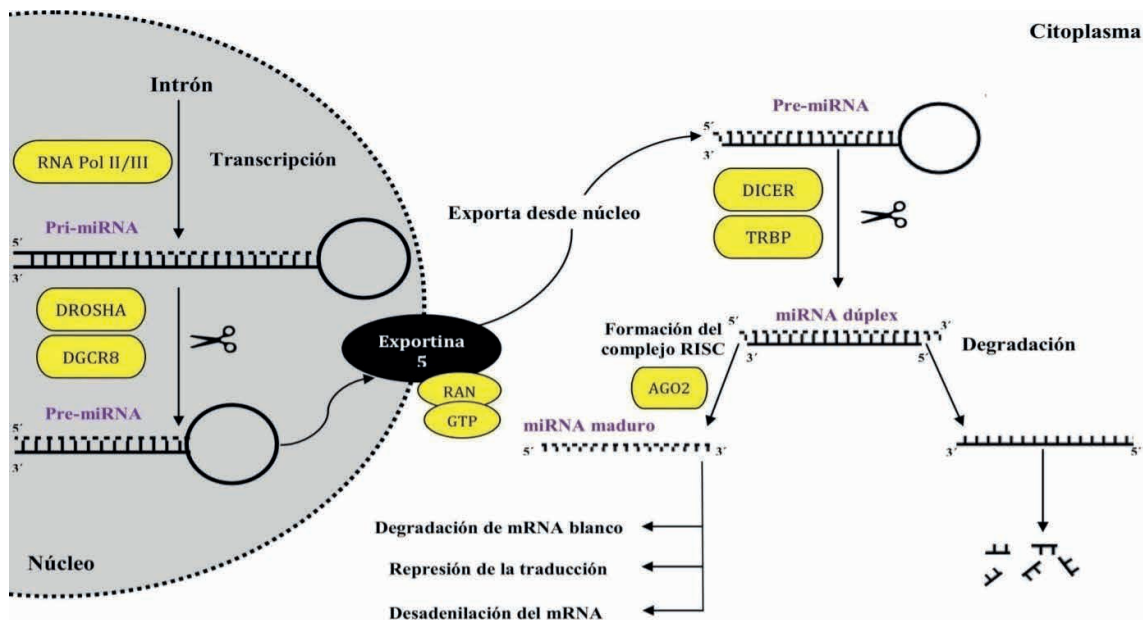 Citoplasma
Intrón
RNA Pol II/III
Transcripción
Pri-miRNA
5´
3´
DROSHA
DGCR8
Pre-miRNA
5´
3´
Núcleo
Exportina
5
RAN
GTP
Exporta desde núcleo
Pre-miRNA
5´
3´
DICER
TRBP
miRNA dúplex
5´
3´
3´
5´
Formación del
complejo RISC
AGO2
Degradación
miRNA maduro
5´
3´
3´
5´
Degradación de mRNA blanco
Represión de la traducción
Desadenilación del mRNA